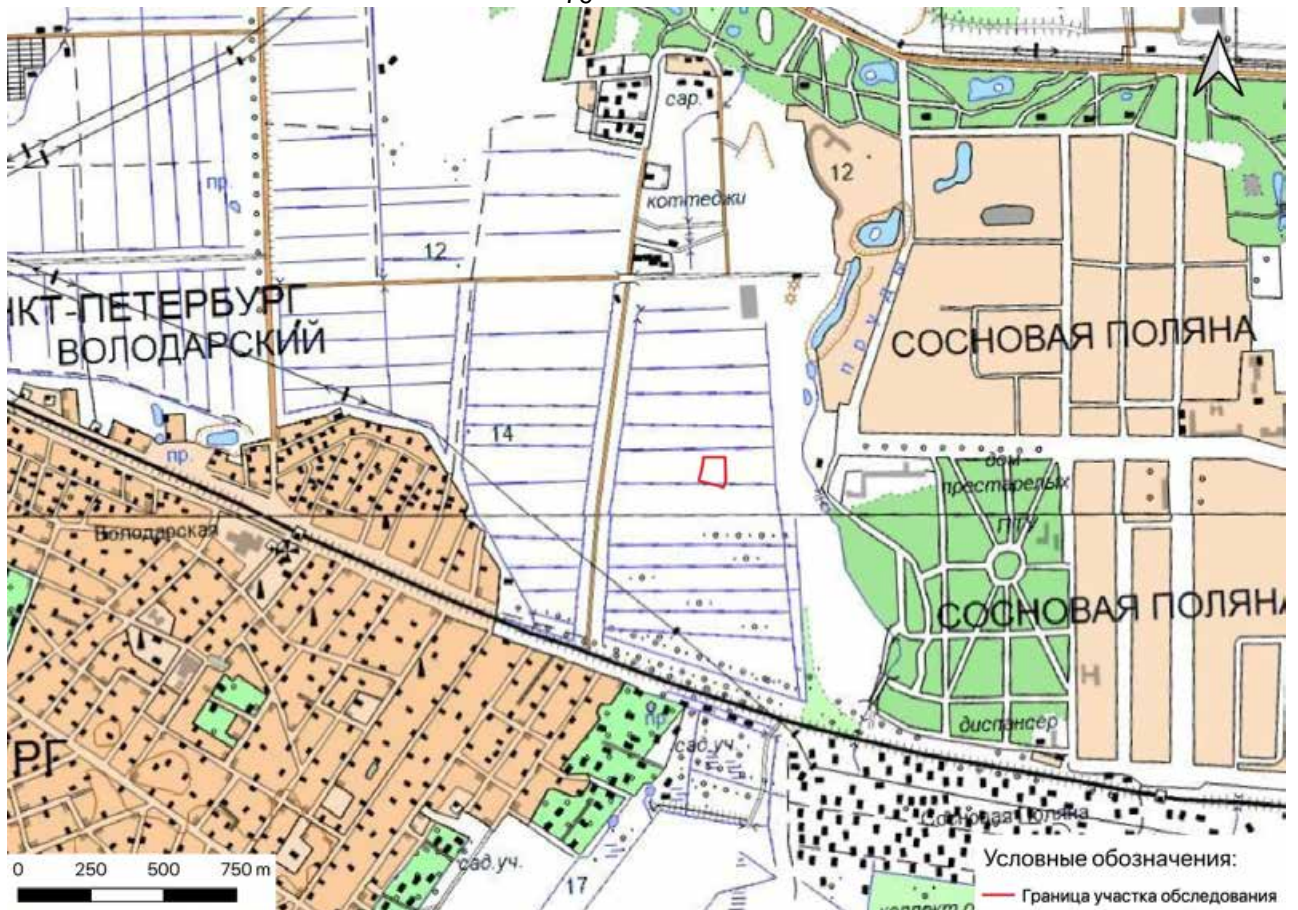 сар.
12
пр.
коттеджи
12
НКТ-ПЕТЕРБУРГ
ВОЛОДАРСКИЙ
пруды
СОСНОВАЯ ПОЛЯНА
14
пр.
дом
престарелых
ПТУ
Володарская
СОСНОВАЯ ПОЛЯНА
диспансер
пр.
РГ
сад.уч.
Сосновая Поляна
сад.уч.
17
0 250 500 750 m
Условные обозначения:
Граница участка обследования